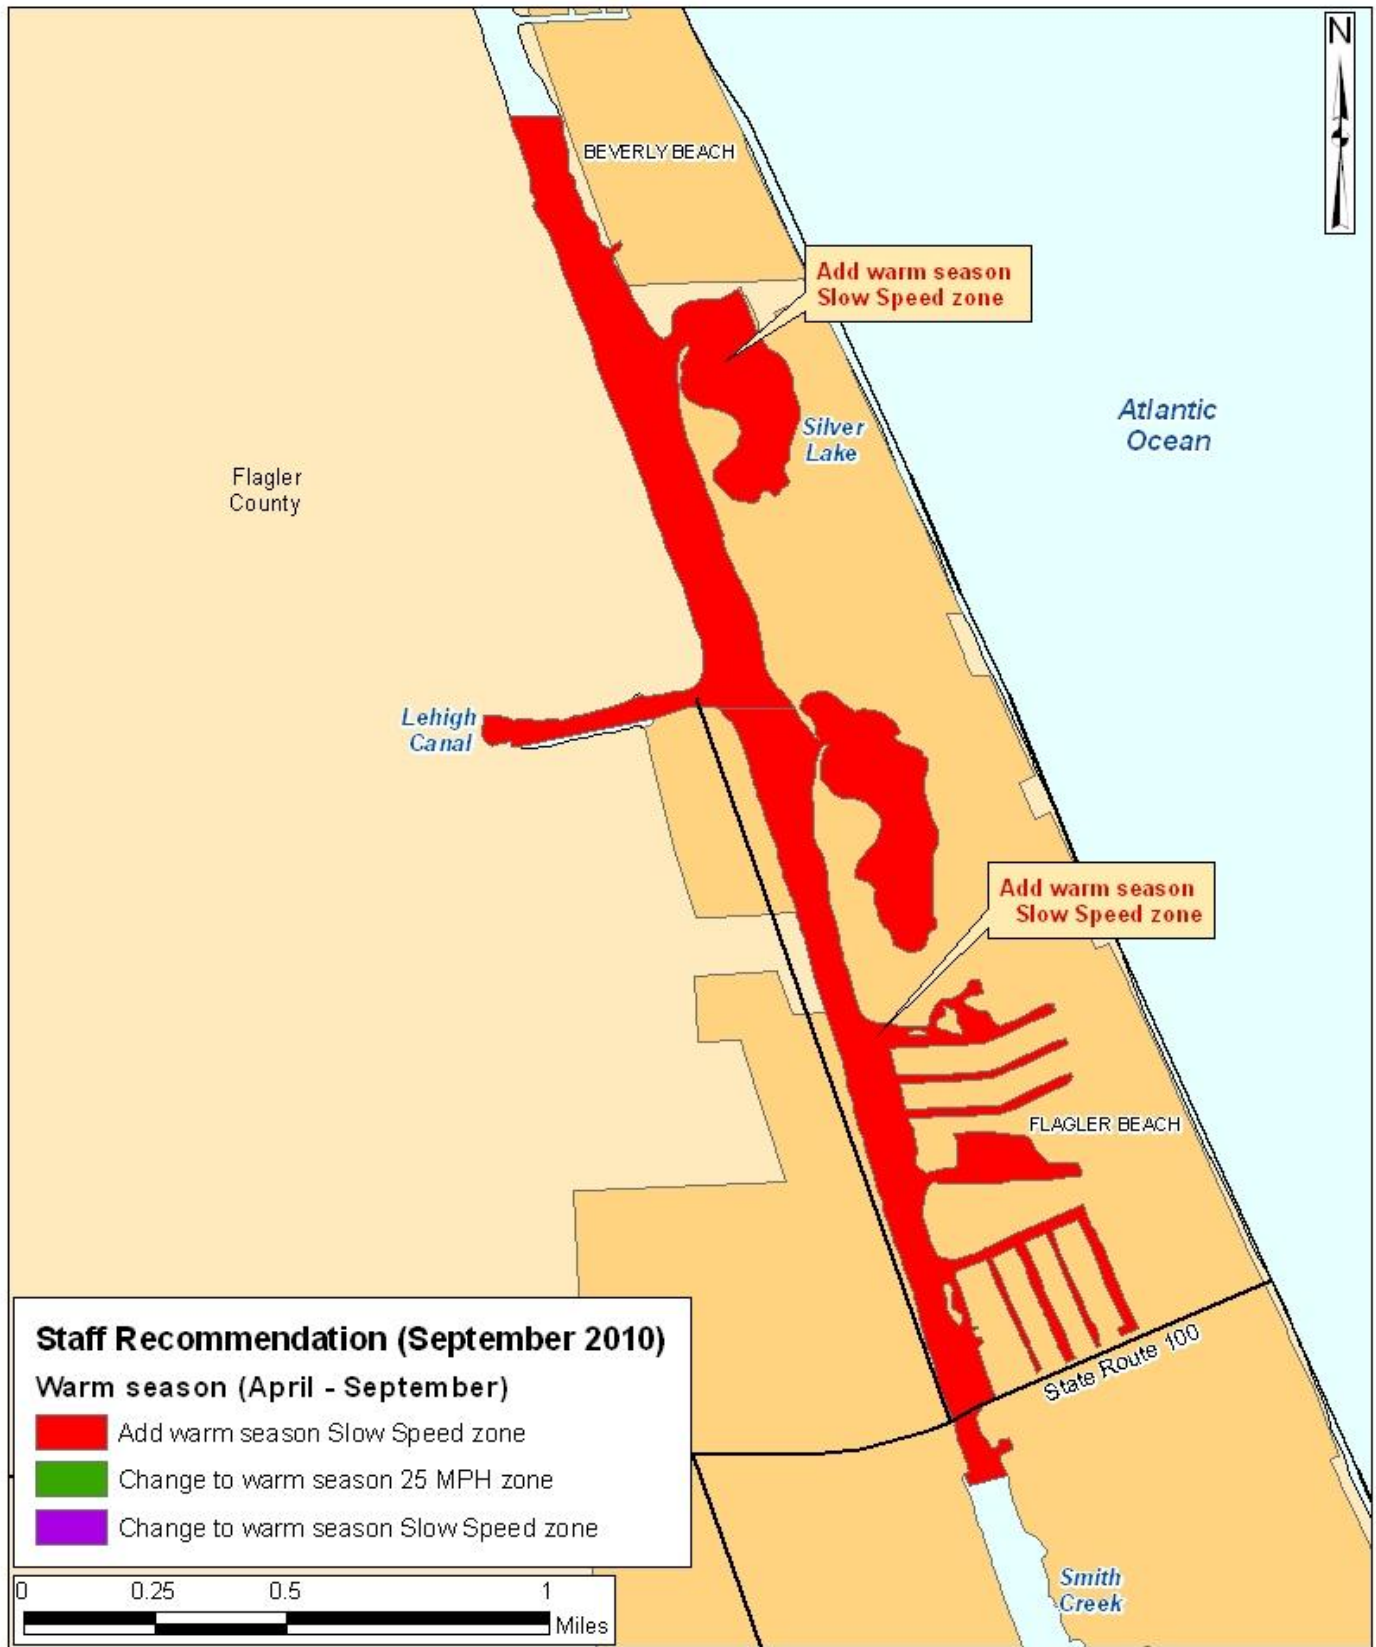 N
BEVERLY BEACH
Add warm season
Slow Speed zone
Atlantic
Ocean
Silver
Lake
Flagler
County
Lehigh
Canal
Add warm season
Slow Speed zone
FLAGLER BEACH
State Route 100
Staff Recommendation (September 2010)
Warm season (April - September)
Add warm season Slow Speed zone
Change to warm season 25 MPH zone
Change to warm season Slow Speed zone
0 0.25 0.5 1
Miles
Smith
Creek